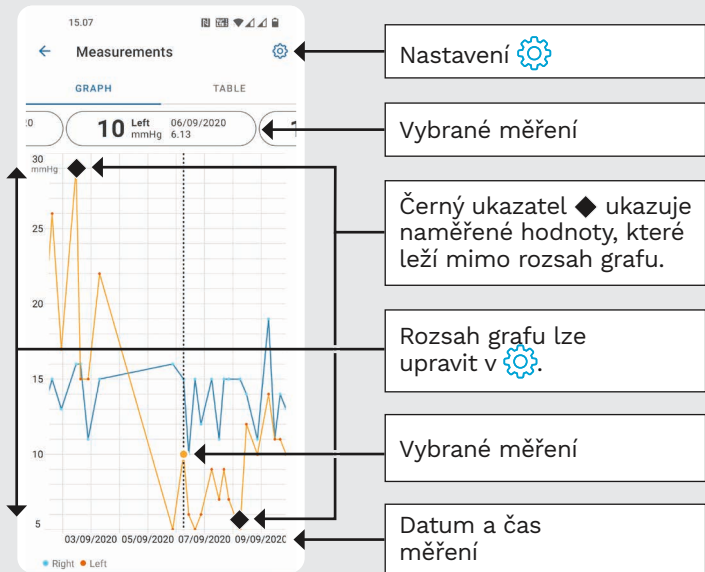 15.07
Measurements
GRAPH
TABLE
10 Left mmHg 06/09/2020 6.13
30
mmHg
25
20
15
10
5
03/09/2020 05/09/2020 07/09/2020 09/09/2020
Right Left
Nastavení
Vybrané měření
Černý ukazatel ◆ ukazuje
naměřené hodnoty, které
leží mimo rozsah grafu.
Rozsah grafu lze
upravit v .
Vybrané měření
Datum a čas
měření